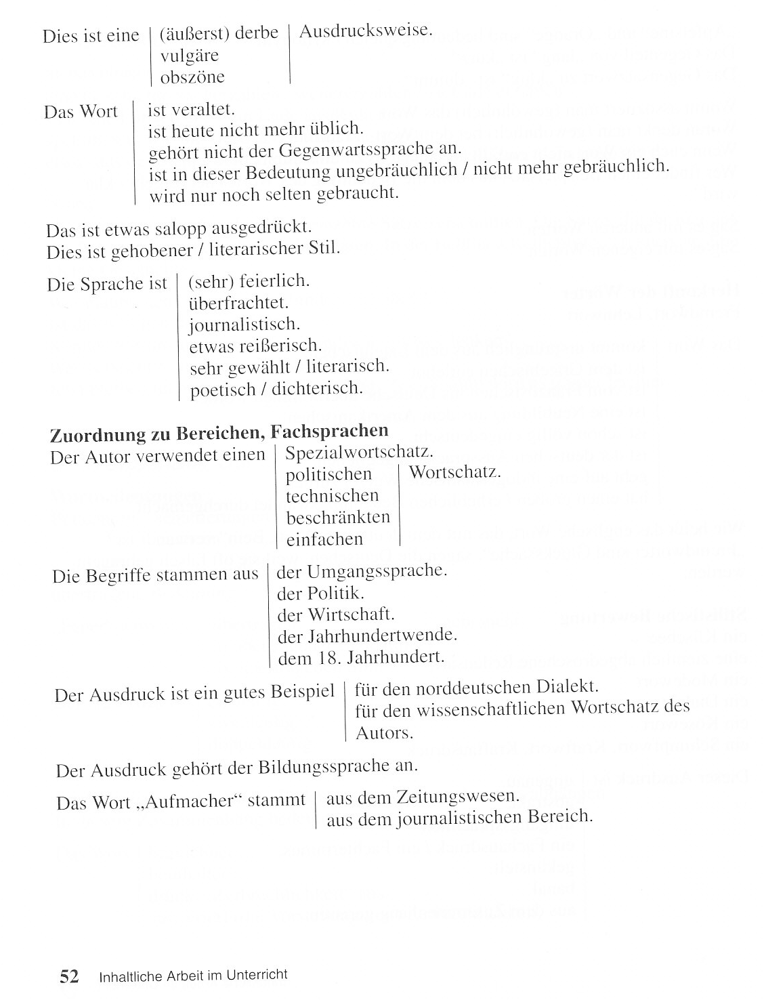 Dies ist eine (äußerst) derbe Ausdrucksweise.
vulgäre
obszöne
Das Wort ist veraltet.
ist heute nicht mehr üblich.
gehört nicht der Gegenwartssprache an.
ist in dieser Bedeutung ungebräuchlich / nicht mehr gebräuchlich.
wird nur noch selten gebraucht.
Das ist etwas salopp ausgedrückt.
Dies ist gehobener / literarischer Stil.
Die Sprache ist (sehr) feierlich.
überfrachtet.
journalistisch.
etwas reißerisch.
sehr gewählt / literarisch.
poetisch / dichterisch.
Zuordnung zu Bereichen, Fachsprachen
Der Autor verwendet einen Spezialwortschatz.
politischen Wortschatz.
technischen
beschränkten
einfachen
Die Begriffe stammen aus der Umgangssprache.
der Politik.
der Wirtschaft.
der Jahrhundertwende.
dem 18. Jahrhundert.
Der Ausdruck ist ein gutes Beispiel für den norddeutschen Dialekt.
für den wissenschaftlichen Wortschatz des
Autors.
Der Ausdruck gehört der Bildungssprache an.
Das Wort „Aufmacher“ stammt aus dem Zeitungswesen.
aus dem journalistischen Bereich.
52 Inhaltliche Arbeit im Unterricht